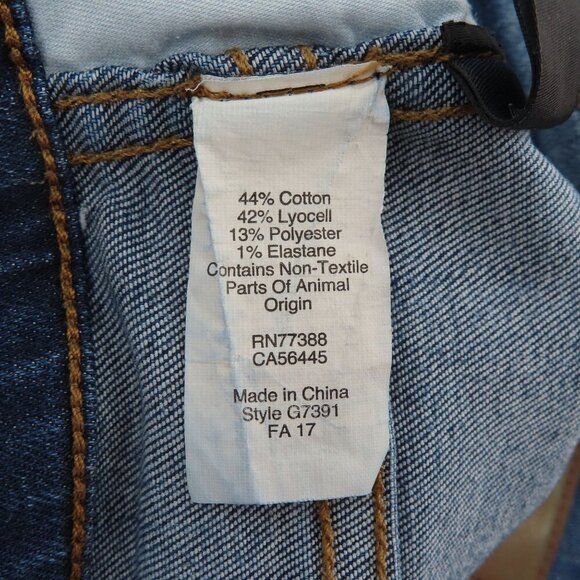 44% Cotton
42% Lyocell
13% Polyester
1% Elastane
Contains Non-Textile
Parts Of Animal
Origin
RN77388
CA56445
Made in China
Style G7391
FA 17